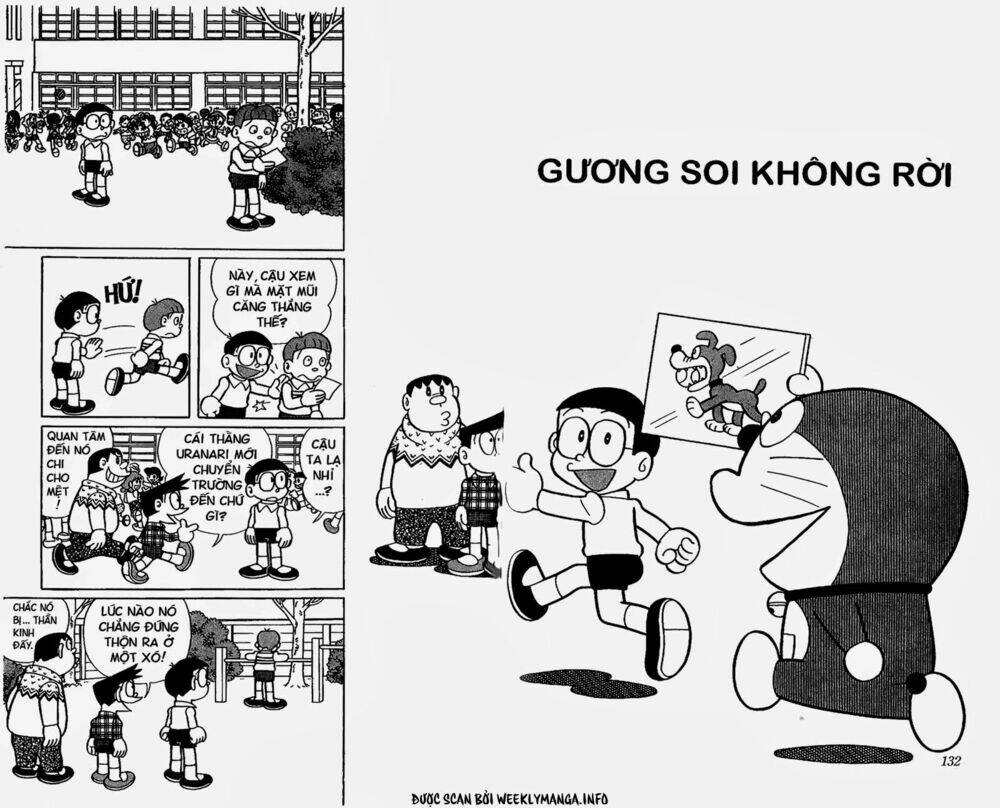 GƯƠNG SOI KHÔNG RỜI
132
NÀY, CẬU XEM
GÌ MÀ MẶT MŨI
CĂNG THẲNG
THẾ?
HỨ!
CẬU
TA LẠ
NHỈ
...?
CÁI THẰNG
URANARI MỚI
CHUYỂN
TRƯỜNG
ĐẾN CHỨ
GÌ?
QUAN TÂM
ĐẾN NÓ
CHI
CHO
MỆT
!
LÚC NÀO NÓ
CHẲNG ĐỨNG
THỘN RA Ở
MỘT XÓ!
CHẮC NÓ
BỊ... THẦN
KINH
ĐẤY.
ĐƯỢC SCAN BỞI WEEKLYMANGA.INFO